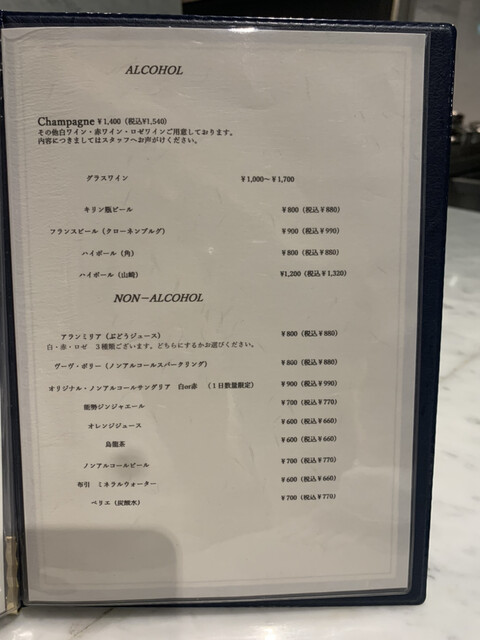 ALCOHOL
Champagne ¥1,400（税込¥1,540）
その他白ワイン・赤ワイン・ロゼワインご用意しております。
内容につきましてはスタッフへお声がけください。
グラスワイン ¥1,000～¥1,700
キリン瓶ビール ¥800（税込¥880）
フランスビール（クローネンブルグ） ¥900（税込¥990）
ハイボール（角） ¥800（税込¥880）
ハイボール（山崎） ¥1,200（税込¥1,320）
NON-ALCOHOL
アランミリア（ぶどうジュース） ¥800（税込¥880）
白・赤・ロゼ 3種類ございます。どちらにするかお選びください。
ヴーヴ・ポリー（ノンアルコールスパークリング） ¥800（税込¥880）
オリジナル・ノンアルコールサングリア 白or赤 （1日数量限定） ¥900（税込¥990）
能勢ジンジャエール ¥700（税込¥770）
オレンジジュース ¥600（税込¥660）
烏龍茶 ¥600（税込¥660）
ノンアルコールビール ¥700（税込¥770）
布引 ミネラルウォーター ¥600（税込¥660）
ペリエ（炭酸水） ¥700（税込¥770）